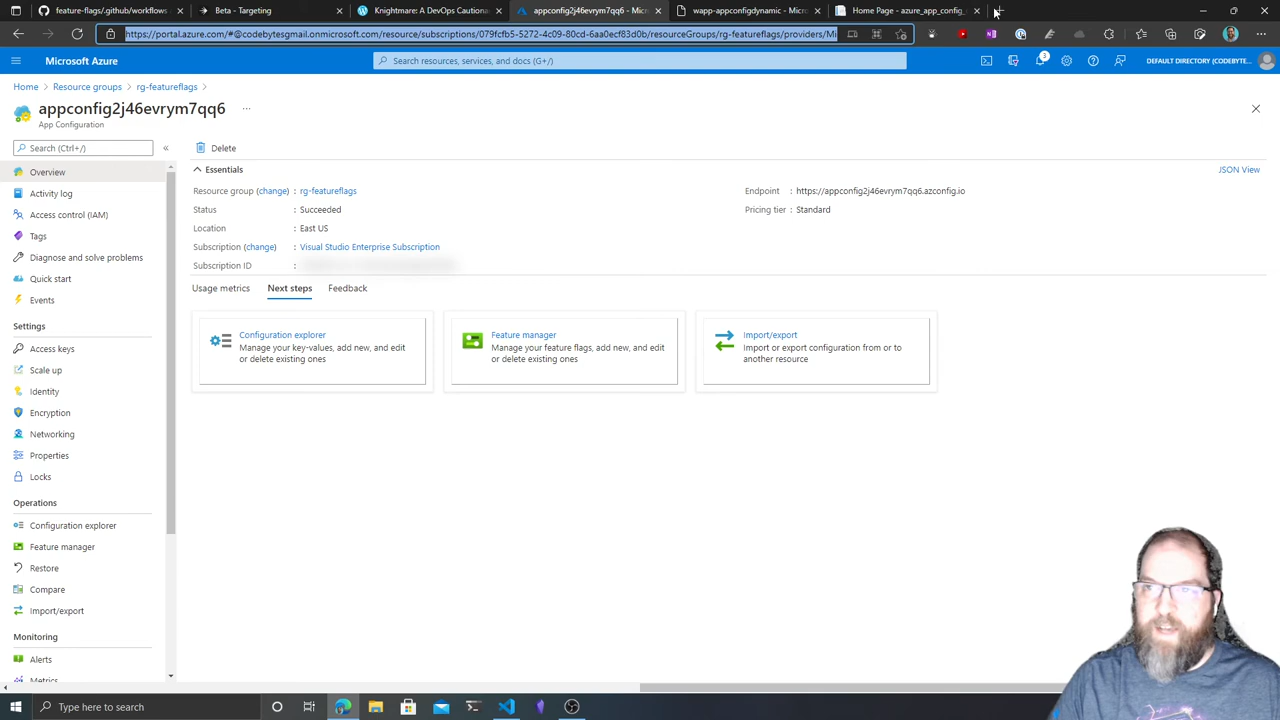 feature-flags/.github/workflows
Beta - Targeting
Knightmare: A DevOps Cautionary
appconfig2j46evrym7qq6 - Micro
wapp-appconfigdynamic - Micros
Home Page - azure_app_config_
https://portal.azure.com/#@codebytesgmail.onmicrosoft.com/resource/subscriptions/079fcfb5-5272-4c09-80cd-6aa0ecf83d0b/resourceGroups/rg-featureflags/providers/Mi
Microsoft Azure
Search resources, services, and docs (G+/)
3
DEFAULT DIRECTORY (CODEBYTE...
Home > Resource groups > rg-featureflags >
appconfig2j46evrym7qq6 ...
App Configuration
Search (Ctrl+/)
«
Delete
Overview
Activity log
Access control (IAM)
Tags
Diagnose and solve problems
Quick start
Events
Settings
Access keys
Scale up
Identity
Encryption
Networking
Properties
Locks
Operations
Configuration explorer
Feature manager
Restore
Compare
Import/export
Monitoring
Alerts
Metrics
Essentials
JSON View
Resource group (change) : rg-featureflags
Status : Succeeded
Location : East US
Subscription (change) : Visual Studio Enterprise Subscription
Subscription ID :
Endpoint : https://appconfig2j46evrym7qq6.azconfig.io
Pricing tier : Standard
Usage metrics
Next steps
Feedback
Configuration explorer
Manage your key-values, add new, and edit
or delete existing ones
Feature manager
Manage your feature flags, add new, and edit
or delete existing ones
Import/export
Import or export configuration from or to
another resource
Type here to search